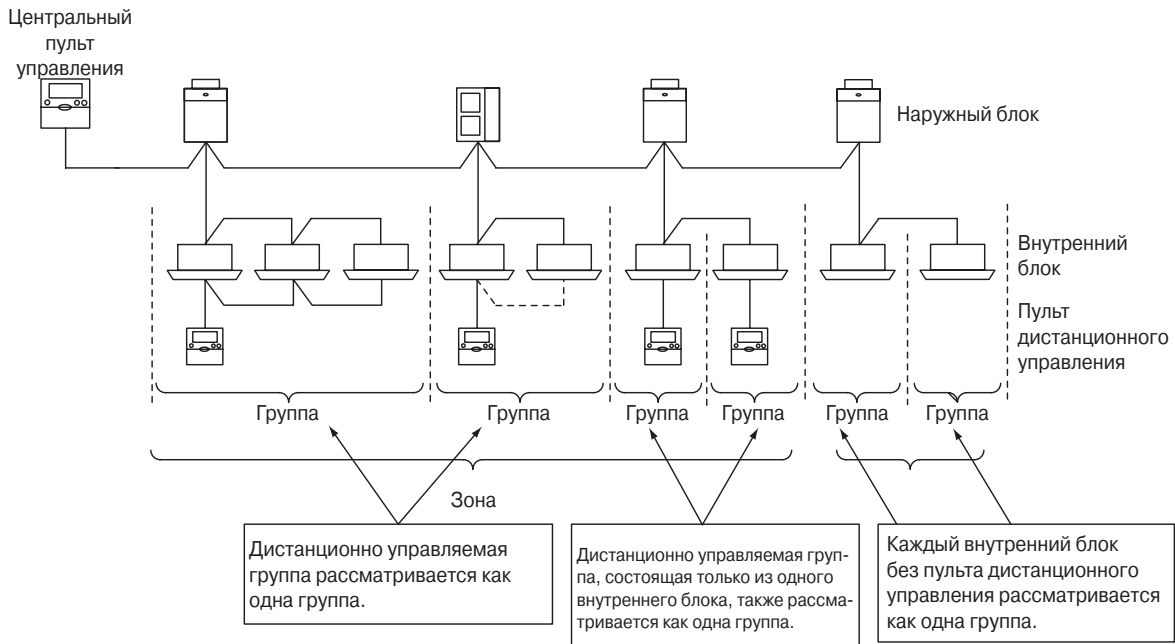 Центральный
пульт
управления
Наружный блок
Внутренний
блок
Пульт
дистанционного
управления
Группа
Группа
Группа
Группа
Группа
Группа
Зона
Дистанционно управляемая
группа рассматривается как
одна группа.
Дистанционно управляемая груп-
па, состоящая только из одного
внутреннего блока, также рассма-
тривается как одна группа.
Каждый внутренний блок
без пульта дистанционного
управления рассматривается
как одна группа.